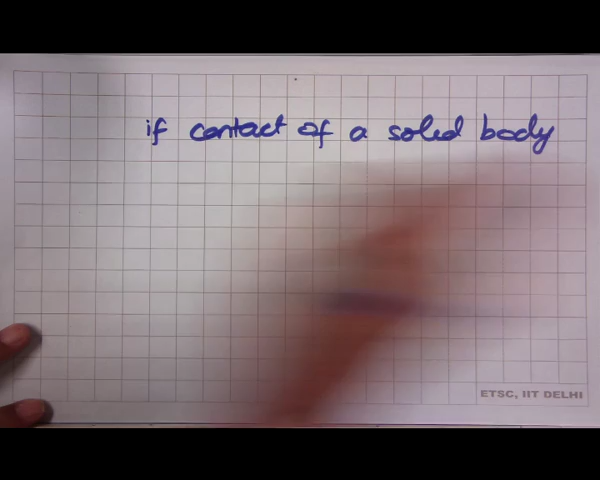 if contact of a solid body
ETSC, IIT DELHI